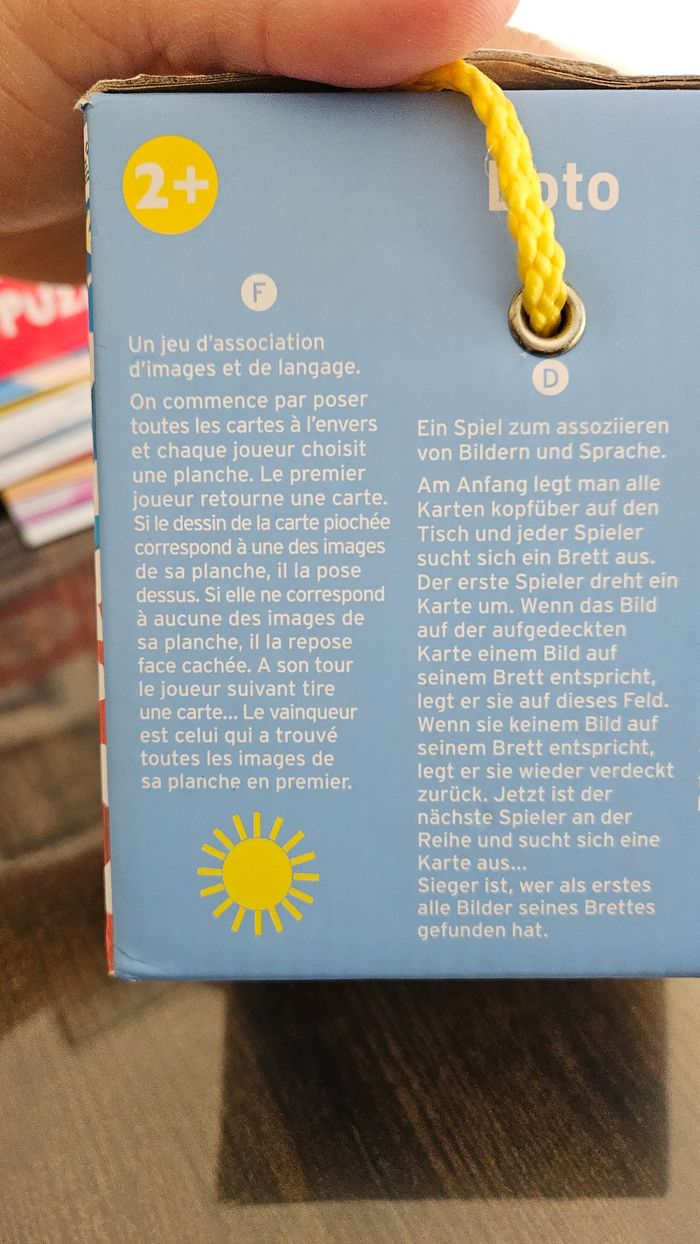 2+
Loto
F
Un jeu d'association
d'images et de langage.
On commence par poser
toutes les cartes à l'envers
et chaque joueur choisit
une planche. Le premier
joueur retourne une carte.
Si le dessin de la carte piochée
correspond à une des images
de sa planche, il la pose
dessus. Si elle ne correspond
à aucune des images de
sa planche, il la repose
face cachée. A son tour
le joueur suivant tire
une carte... Le vainqueur
est celui qui a trouvé
toutes les images de
sa planche en premier.
D
Ein Spiel zum assoziieren
von Bildern und Sprache.
Am Anfang legt man alle
Karten kopfüber auf den
Tisch und jeder Spieler
sucht sich ein Brett aus.
Der erste Spieler dreht ein
Karte um. Wenn das Bild
auf der aufgedeckten
Karte einem Bild auf
seinem Brett entspricht,
legt er sie auf dieses Feld.
Wenn sie keinem Bild auf
seinem Brett entspricht,
legt er sie wieder verdeckt
zurück. Jetzt ist der
nächste Spieler an der
Reihe und sucht sich eine
Karte aus...
Sieger ist, wer als erstes
alle Bilder seines Brettes
gefunden hat.